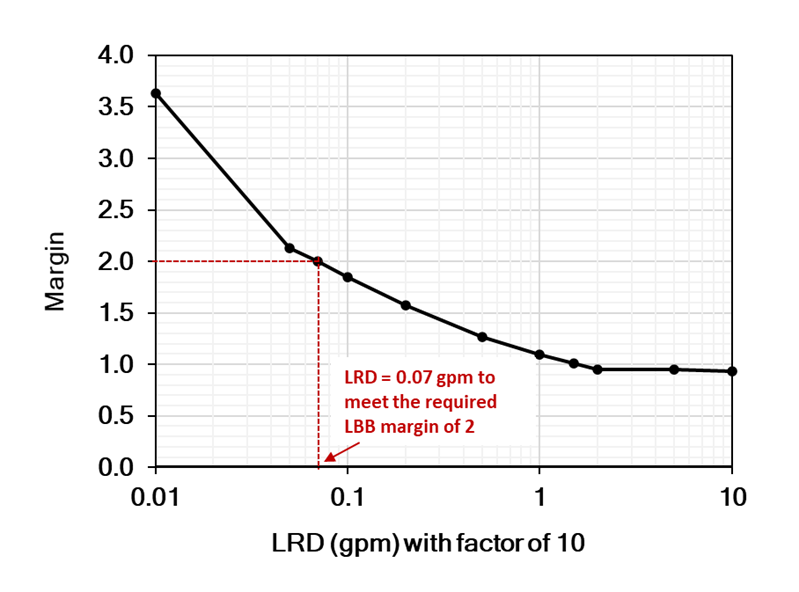 4.0
3.5
3.0
2.5
2.0
1.5
1.0
0.5
0.0
Margin
LRD = 0.07 gpm to
meet the required
LBB margin of 2
0.01 0.1 1 10
LRD (gpm) with factor of 10